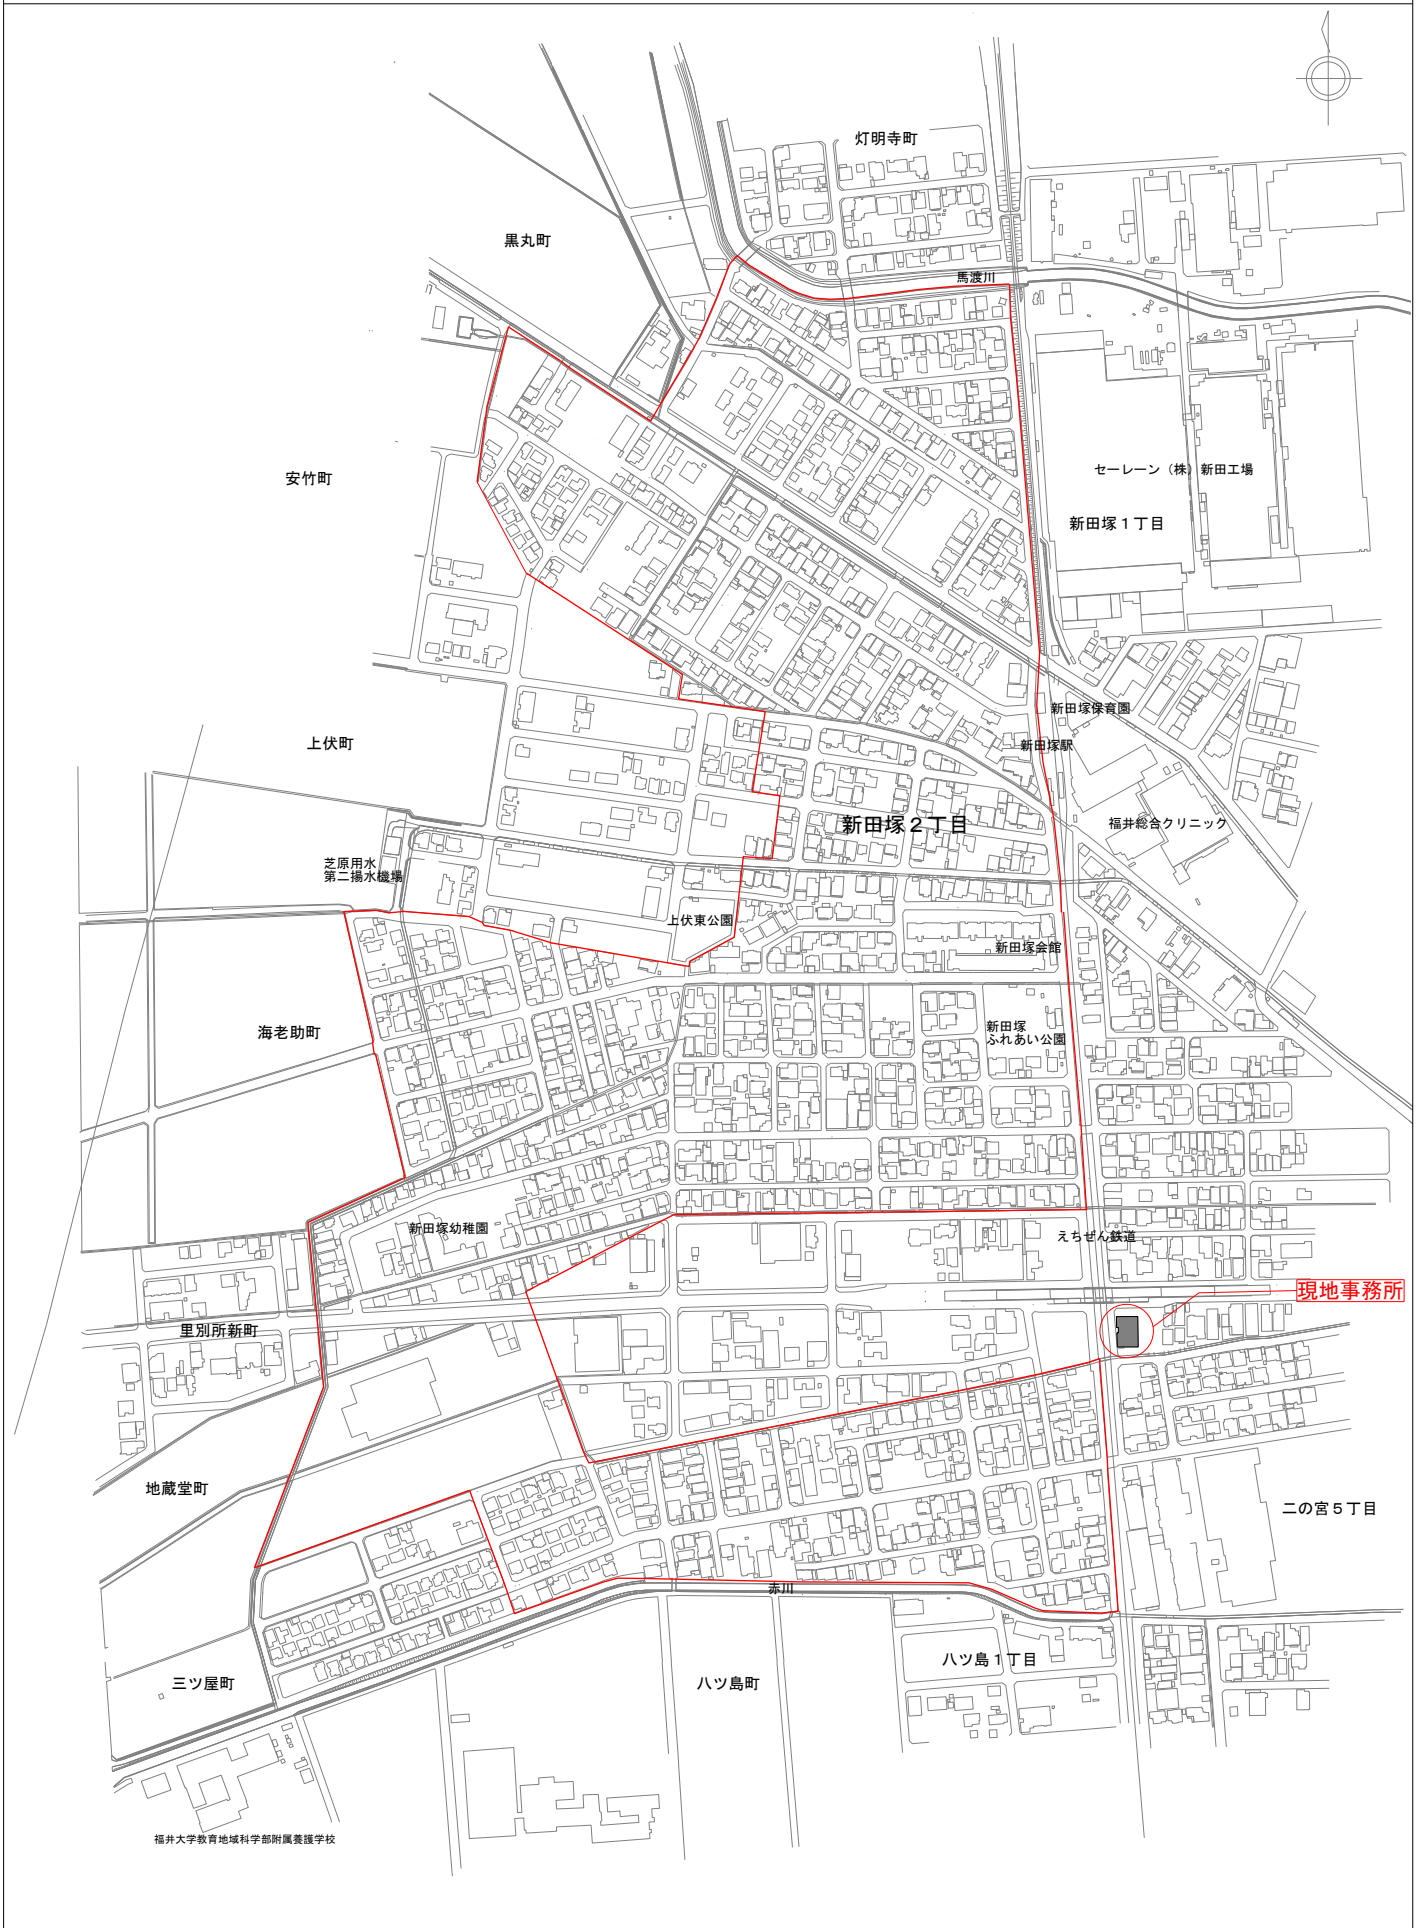 灯明寺町
黒丸町
馬渡川
セーレン（株）新田工場
安竹町
新田塚１丁目
新田塚保育園
新田塚駅
上伏町
新田塚２丁目
福井総合クリニック
芝原用水
第二揚水機場
上伏東公園
新田塚会館
海老助町
新田塚
ふれあい公園
新田塚幼稚園
えちぜん鉄道
現地事務所
里別所新町
地蔵堂町
二の宮５丁目
赤川
八ツ島１丁目
三ツ屋町
八ツ島町
福井大学教育地域科学部附属養護学校